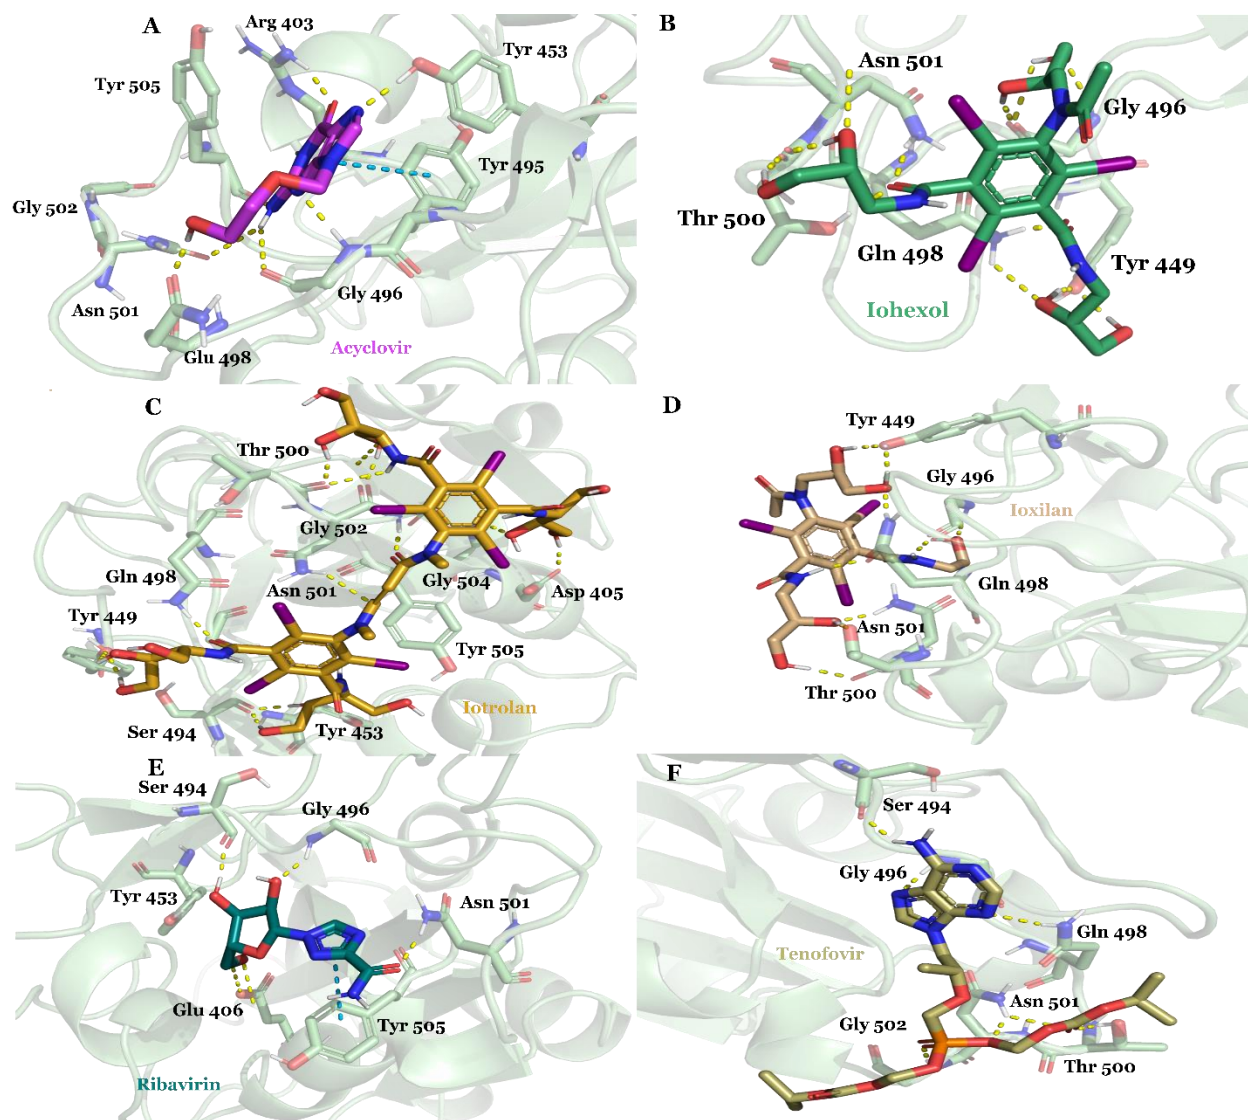 A
Arg 403
Tyr 453
Tyr 505
Tyr 495
Gly 502
Asn 501
Gly 496
Glu 498
Acyclovir
B
Asn 501
Gly 496
Thr 500
Gln 498
Tyr 449
Iohexol
C
Thr 500
Gly 502
Gln 498
Asn 501
Gly 504
Asp 405
Tyr 449
Tyr 505
Iotrolan
Ser 494
Tyr 453
D
Tyr 449
Gly 496
Ioxilan
Gln 498
Asn 501
Thr 500
E
Ser 494
Gly 496
Tyr 453
Asn 501
Glu 406
Tyr 505
Ribavirin
F
Ser 494
Gly 496
Gln 498
Tenofovir
Asn 501
Gly 502
Thr 500